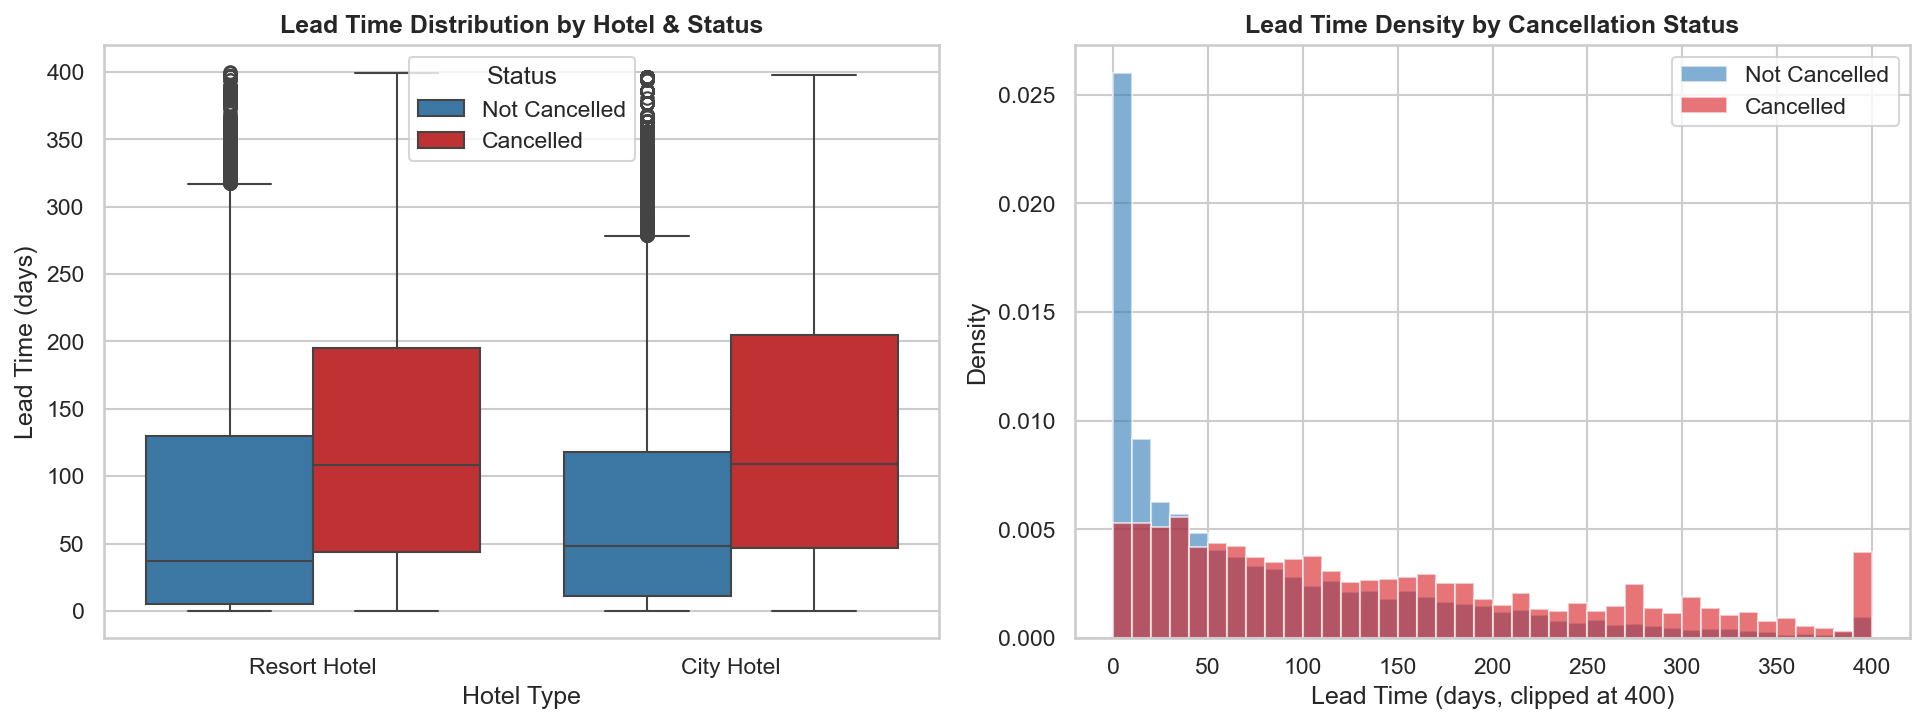 Lead Time Distribution by Hotel & Status
Lead Time (days)
400
350
300
250
200
150
100
50
0
Status
Not Cancelled
Cancelled
Resort Hotel
City Hotel
Hotel Type
Lead Time Density by Cancellation Status
Density
0.025
0.020
0.015
0.010
0.005
0.000
Not Cancelled
Cancelled
0 50 100 150 200 250 300 350 400
Lead Time (days, clipped at 400)